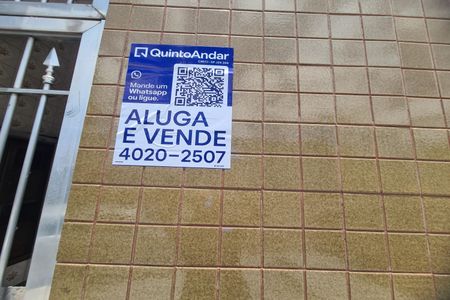 QuintoAndar
Mande um
Whatsapp
ou ligue.
ALUGA
E VENDE
4020-2507